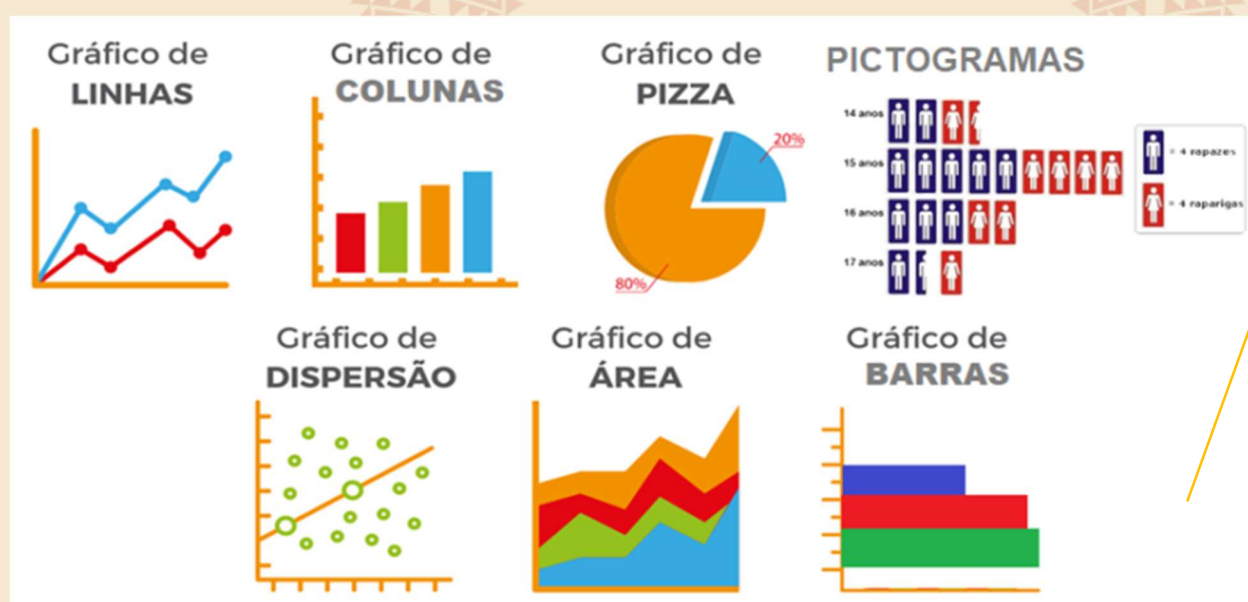 Gráfico de
LINHAS
Gráfico de
COLUNAS
Gráfico de
PIZZA
20%
80%
PICTOGRAMAS
14 anos
15 anos
16 anos
17 anos
= 4 rapazes
= 4 raparigas
Gráfico de
DISPERSÃO
Gráfico de
ÁREA
Gráfico de
BARRAS